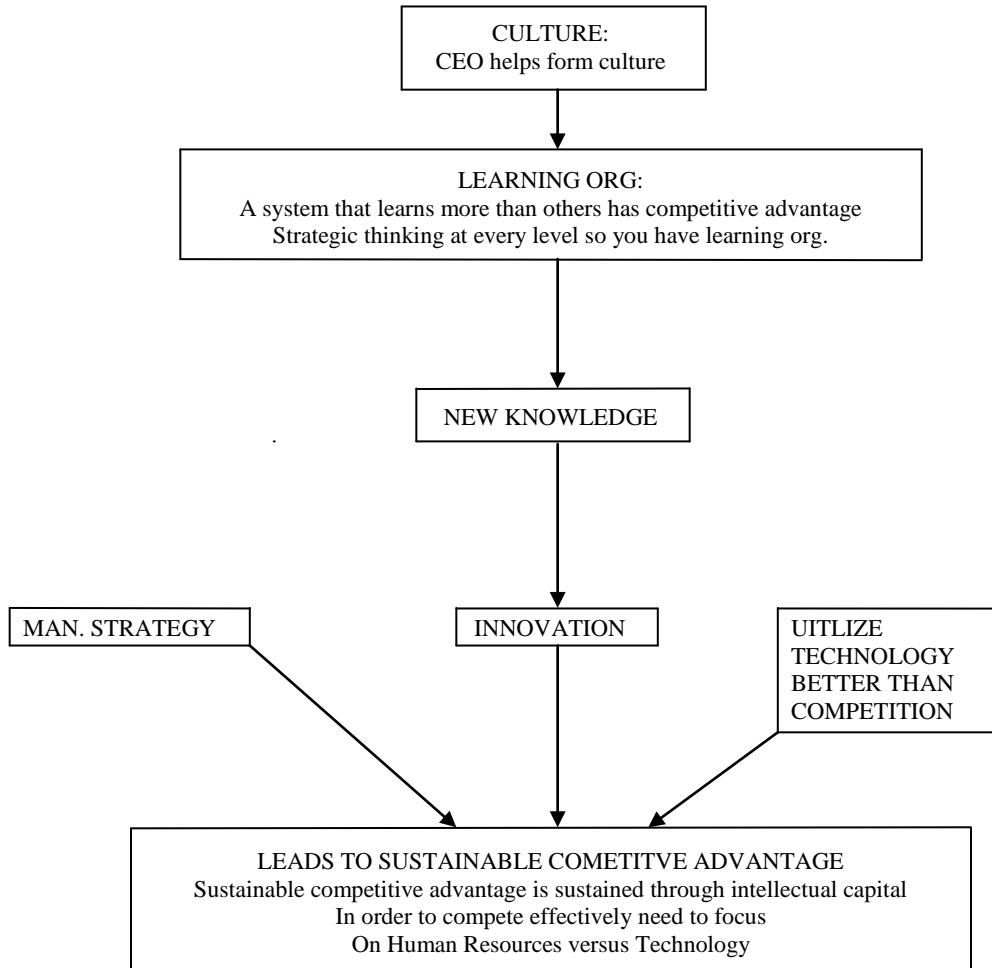 CULTURE:
CEO helps form culture
LEARNING ORG:
A system that learns more than others has competitive advantage
Strategic thinking at every level so you have learning org.
NEW KNOWLEDGE
MAN. STRATEGY
INNOVATION
UITLIZE
TECHNOLOGY
BETTER THAN
COMPETITION
LEADS TO SUSTAINABLE COMETITVE ADVANTAGE
Sustainable competitive advantage is sustained through intellectual capital
In order to compete effectively need to focus
On Human Resources versus Technology